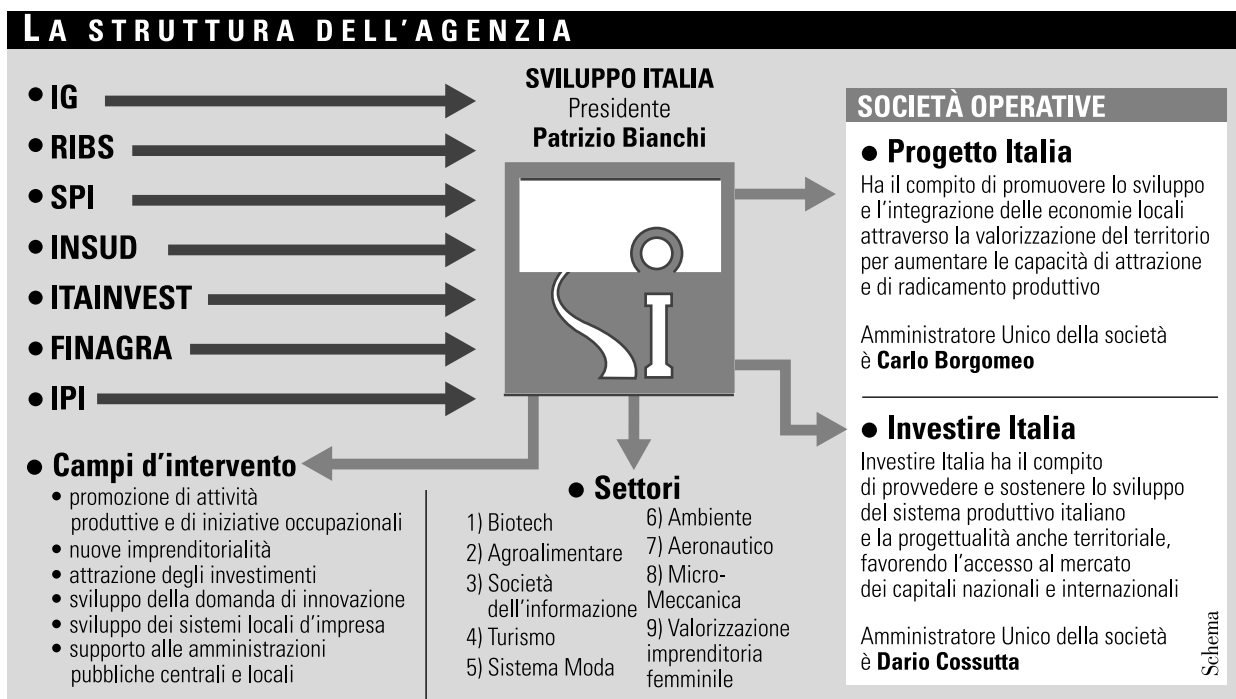 LA STRUTTURA DELL'AGENZIA
• IG
• RIBS
• SPI
• INSUD
• ITAINVEST
• FINAGRA
• IPI
SVILUPPO ITALIA
Presidente
Patrizio Bianchi
Si
SOCIETÀ OPERATIVE
• Progetto Italia
Ha il compito di promuovere lo sviluppo
e l'integrazione delle economie locali
attraverso la valorizzazione del territorio
per aumentare le capacità di attrazione
e di radicamento produttivo
Amministratore Unico della società
è Carlo Borgomeo
• Investire Italia
Investire Italia ha il compito
di provvedere e sostenere lo sviluppo
del sistema produttivo italiano
e la progettualità anche territoriale,
favorendo l'accesso al mercato
dei capitali nazionali e internazionali
Amministratore Unico della società
è Dario Cossutta
• Campi d'intervento
• promozione di attività
produttive e di iniziative occupazionali
• nuove imprenditorialità
• attrazione degli investimenti
• sviluppo della domanda di innovazione
• sviluppo dei sistemi locali d'impresa
• supporto alle amministrazioni
pubbliche centrali e locali
• Settori
1) Biotech
2) Agroalimentare
3) Società
dell'informazione
4) Turismo
5) Sistema Moda
6) Ambiente
7) Aeronautico
8) Micro-
Meccanica
9) Valorizzazione
imprenditoria
femminile
Schema